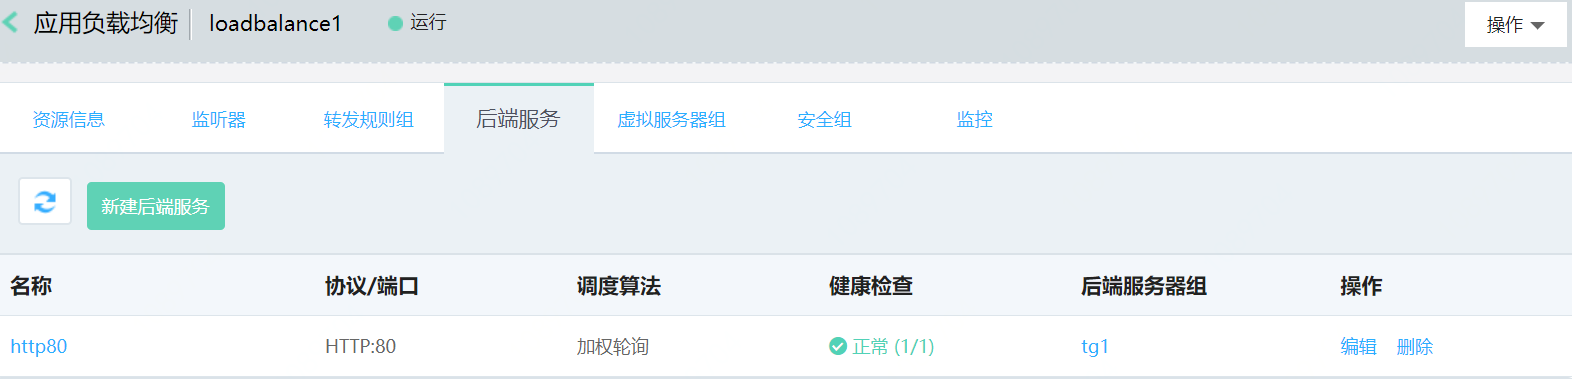 应用负载均衡 loadbalance1 运行 操作
资源信息 监听器 转发规则组 后端服务 虚拟服务器组 安全组 监控
新建后端服务
名称 协议/端口 调度算法 健康检查 后端服务器组 操作
http80 HTTP:80 加权轮询 正常 (1/1) tg1 编辑 删除